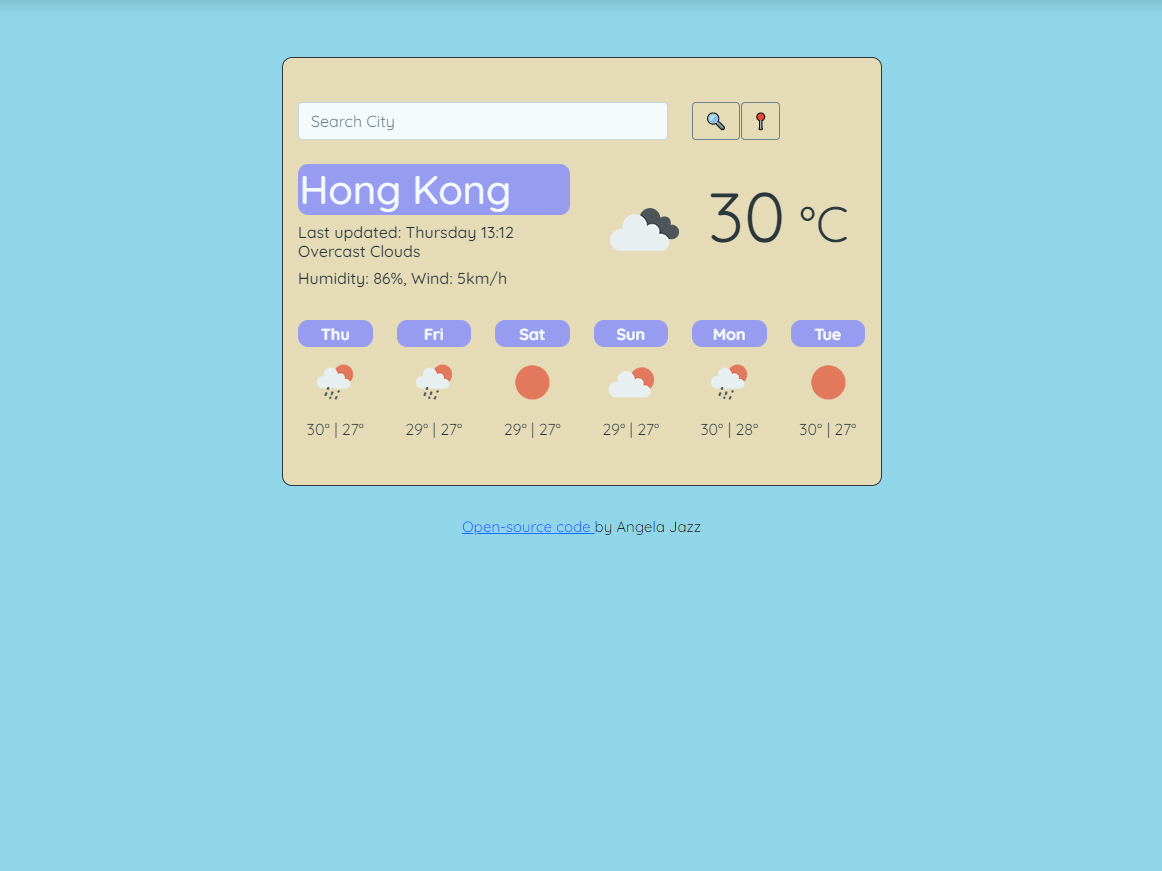 Search City
Hong Kong
30 °C
Last updated: Thursday 13:12
Overcast Clouds
Humidity: 86%, Wind: 5km/h
Thu Fri Sat Sun Mon Tue
30° | 27° 29° | 27° 29° | 27° 29° | 27° 30° | 28° 30° | 27°
Open-source code by Angela Jazz